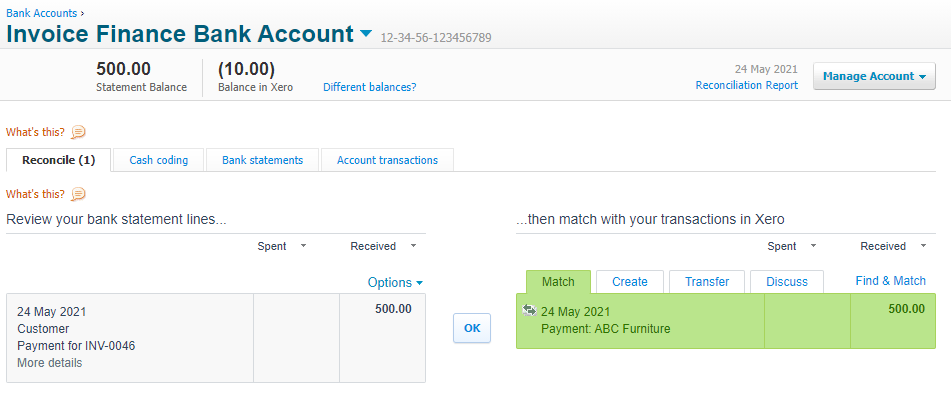 Bank Accounts ›
Invoice Finance Bank Account 12-34-56-123456789
500.00 (10.00) 24 May 2021
Statement Balance Balance in Xero Different balances? Reconciliation Report Manage Account
What's this?
Reconcile (1) Cash coding Bank statements Account transactions
What's this?
Review your bank statement lines... ...then match with your transactions in Xero
Spent Received Spent Received
Options Match Create Transfer Discuss Find & Match
24 May 2021 500.00
Customer
Payment for INV-0046
More details
OK
24 May 2021 500.00
Payment: ABC Furniture